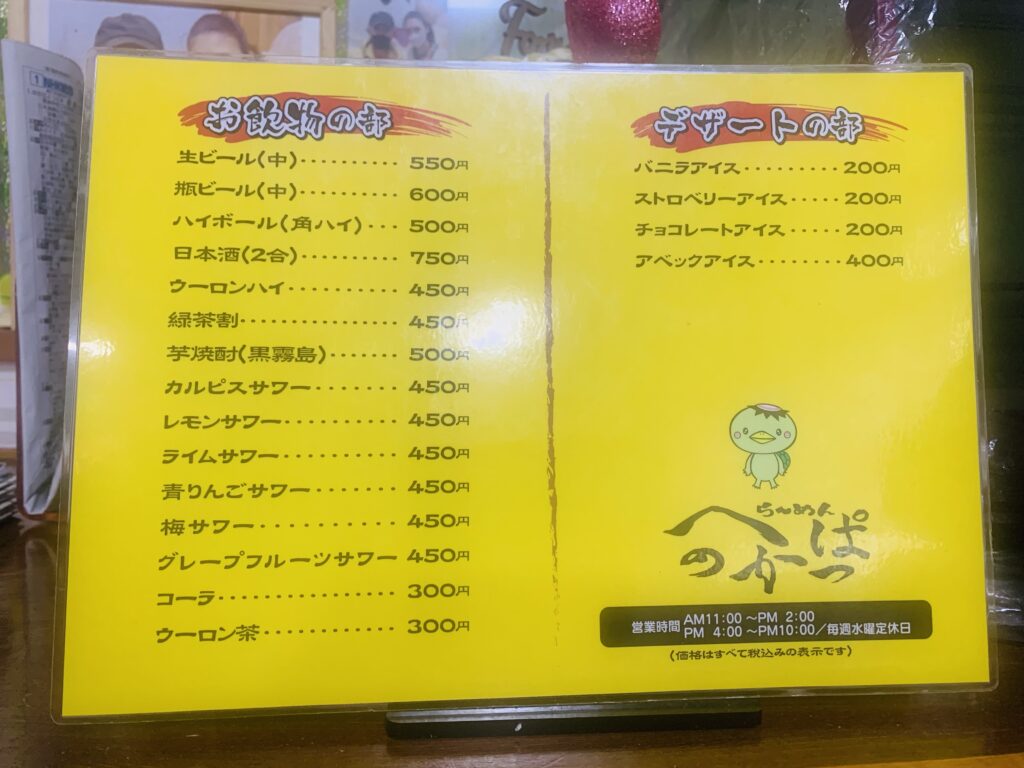 お飲物の部
生ビール(中)・・・・・・・・・・ 550円
瓶ビール(中)・・・・・・・・・・ 600円
ハイボール(角ハイ)・・・ 500円
日本酒(2合)・・・・・・・・・・ 750円
ウーロンハイ・・・・・・・・・・・ 450円
緑茶割・・・・・・・・・・・・・・・ 450円
芋焼酎(黒霧島)・・・・・・・ 500円
カルピスサワー・・・・・・・・ 450円
レモンサワー・・・・・・・・・・ 450円
ライムサワー・・・・・・・・・・ 450円
青りんごサワー・・・・・・・・ 450円
梅サワー・・・・・・・・・・・・・ 450円
グレープフルーツサワー 450円
コーラ・・・・・・・・・・・・・・・・ 300円
ウーロン茶・・・・・・・・・・・・ 300円
デザートの部
バニラアイス・・・・・・・・・ 200円
ストロベリーアイス・・・・・ 200円
チョコレートアイス・・・・・ 200円
アベックアイス・・・・・・・・ 400円
らーめん
へのかっぱ
営業時間 AM11:00～PM 2:00
PM 4:00～PM10:00／毎週水曜定休日
(価格はすべて税込みの表示です)